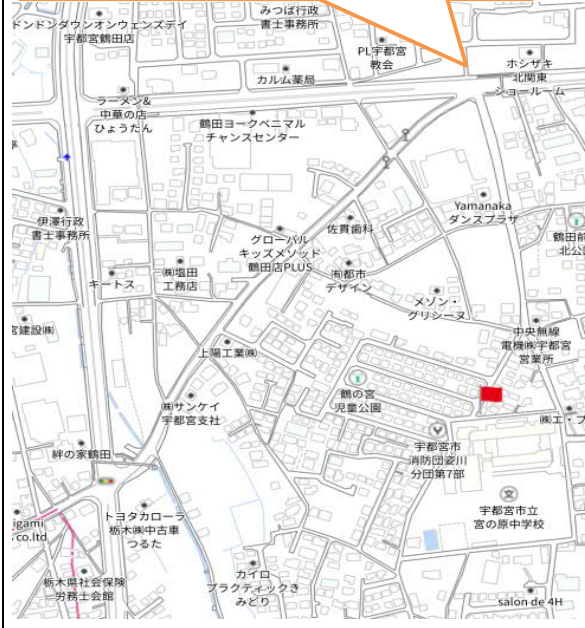 みつば行政
書士事務所
ドンドンダウンオンウェンズデイ
宇都宮鶴田店
PL宇都宮
教会
ホシザキ
北関東
ショールーム
カルム薬局
ラーメン&
中華の店
ひょうたん
鶴田ヨークベニマル
チャンスセンター
Yamanaka
ダンスプラザ
伊澤行政
書士事務所
佐貫歯科
グローバル
キッズメソッド
鶴田店PLUS
鶴田前
北公
㈲都市
デザイン
㈱塩田
工務店
キートス
メゾン・
グリシーヌ
宮建設㈱
中央無線
電機㈱宇都宮
営業所
上陽工業㈱
鶴の宮
児童公園
㈱サンケイ
宇都宮支社
㈱エ・フ
宇都宮市
消防団姿川
分団第7部
絆の家鶴田
宇都宮市立
宮の原中学校
igami
co.ltd
トヨタカローラ
栃木㈱中古車
つるた
カイロ
プラクティックき
みどり
栃木県社会保険
労務士会館
salon de 4H